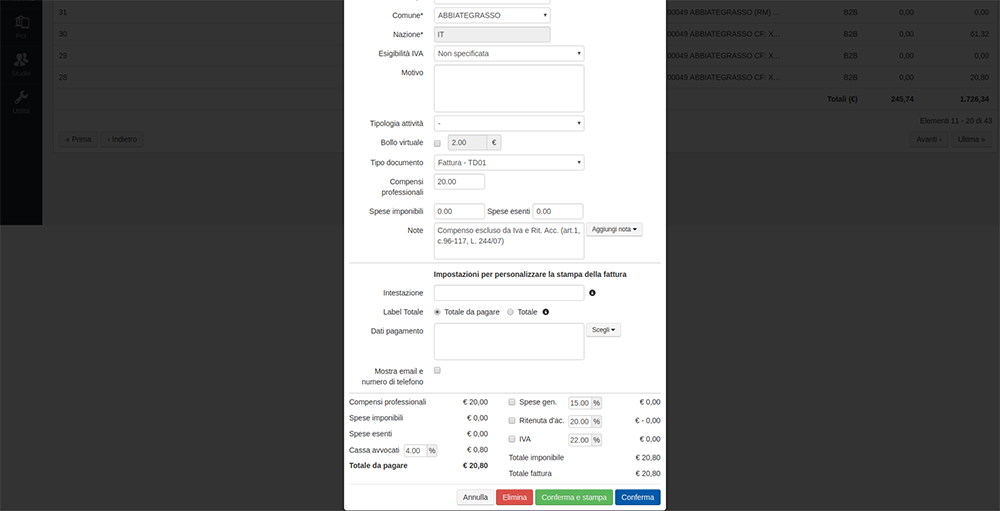 Comune* ABBIATEGRASSO
Nazione* IT
Esigibilità IVA Non specificata
Motivo
Tipologia attività -
Bollo virtuale 2.00 €
Tipo documento Fattura - TD01
Compensi
professionali 20.00
Spese imponibili 0.00 Spese esenti 0.00
Note Compenso escluso da Iva e Rit. Acc. (art.1,
c.96-117, L. 244/07)
Aggiungi nota
Impostazioni per personalizzare la stampa della fattura
Intestazione
Label Totale Totale da pagare Totale
Dati pagamento Scegli
Mostra email e
numero di telefono
Compensi professionali € 20,00
Spese imponibili € 0,00
Spese esenti € 0,00
Cassa avvocati 4.00 % € 0,80
Totale da pagare € 20,80
Spese gen. 15.00 % € 0,00
Ritenuta d'ac. 20.00 % € - 0,00
IVA 22.00 % € 0,00
Totale imponibile € 20,80
Totale fattura € 20,80
Annulla Elimina Conferma e stampa Conferma
31 00049 ABBIATEGRASSO (RM) ... B2B 0,00 0,00
30 00049 ABBIATEGRASSO CF: X... B2B 0,00 61,32
29 00049 ABBIATEGRASSO CF: X... B2B 0,00 0,00
28 00049 ABBIATEGRASSO CF: X... B2B 0,00 20,80
Totali (€) 245,74 1.726,34
Elementi 11 - 20 di 43
« Prima ‹ Indietro Avanti › Ultima »
Studio